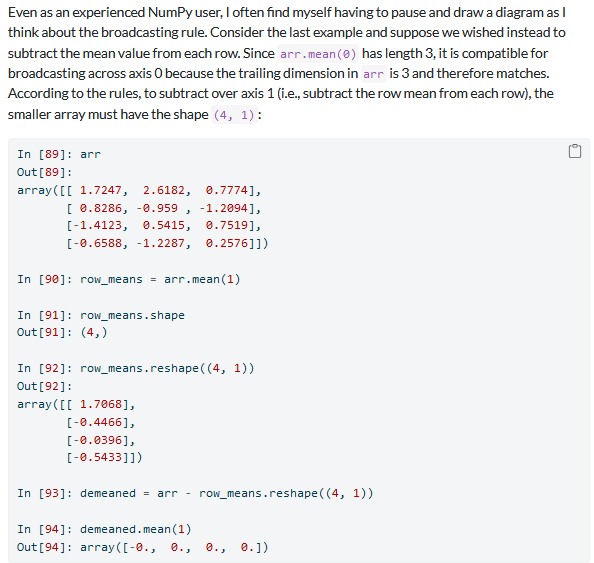 Even as an experienced NumPy user, I often find myself having to pause and draw a diagram as I
think about the broadcasting rule. Consider the last example and suppose we wished instead to
subtract the mean value from each row. Since arr.mean(0) has length 3, it is compatible for
broadcasting across axis 0 because the trailing dimension in arr is 3 and therefore matches.
According to the rules, to subtract over axis 1 (i.e., subtract the row mean from each row), the
smaller array must have the shape (4, 1):
In [89]: arr
Out[89]:
array([[ 1.7247,  2.6182,  0.7774],
       [ 0.8286, -0.959 , -1.2094],
       [-1.4123,  0.5415,  0.7519],
       [-0.6588, -1.2287,  0.2576]])
In [90]: row_means = arr.mean(1)
In [91]: row_means.shape
Out[91]: (4,)
In [92]: row_means.reshape((4, 1))
Out[92]:
array([[ 1.7068],
       [-0.4466],
       [-0.0396],
       [-0.5433]])
In [93]: demeaned = arr - row_means.reshape((4, 1))
In [94]: demeaned.mean(1)
Out[94]: array([-0.,  0.,  0.,  0.])